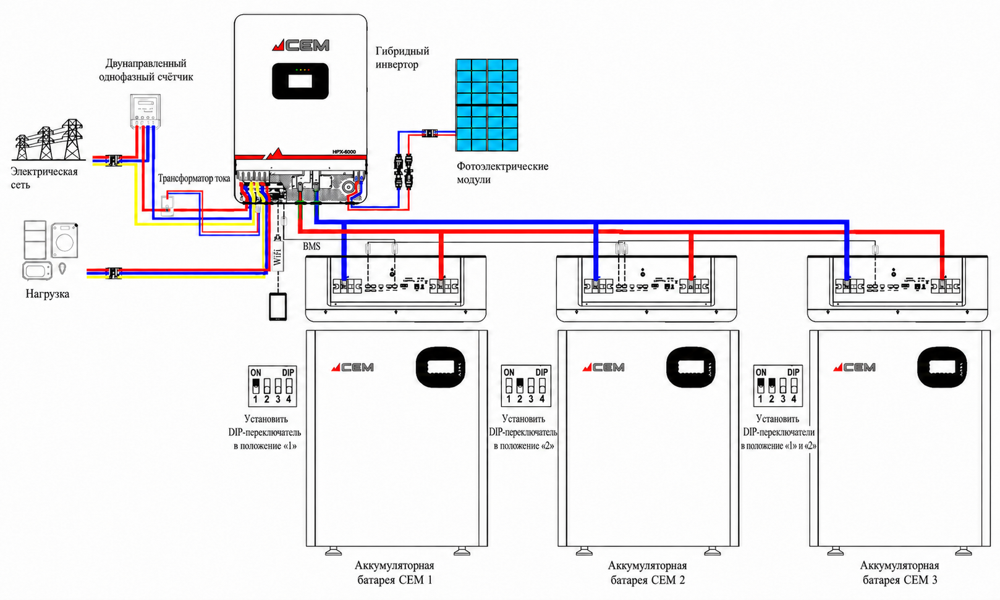 CEM
Гибридный
инвертор
Двунаправленный
однофазный счётчик
HPX-6000
Электрическая
сеть
Трансформатор тока
Фотоэлектрические
модули
Нагрузка
WiFi
BMS
CEM
CEM
CEM
ON DIP
1 2 3 4
Установить
DIP-переключатель
в положение «1»
ON DIP
1 2 3 4
Установить
DIP-переключатель
в положение «2»
ON DIP
1 2 3 4
Установить
DIP-переключатели
в положение «1» и «2»
Аккумуляторная
батарея CEM 1
Аккумуляторная
батарея CEM 2
Аккумуляторная
батарея CEM 3